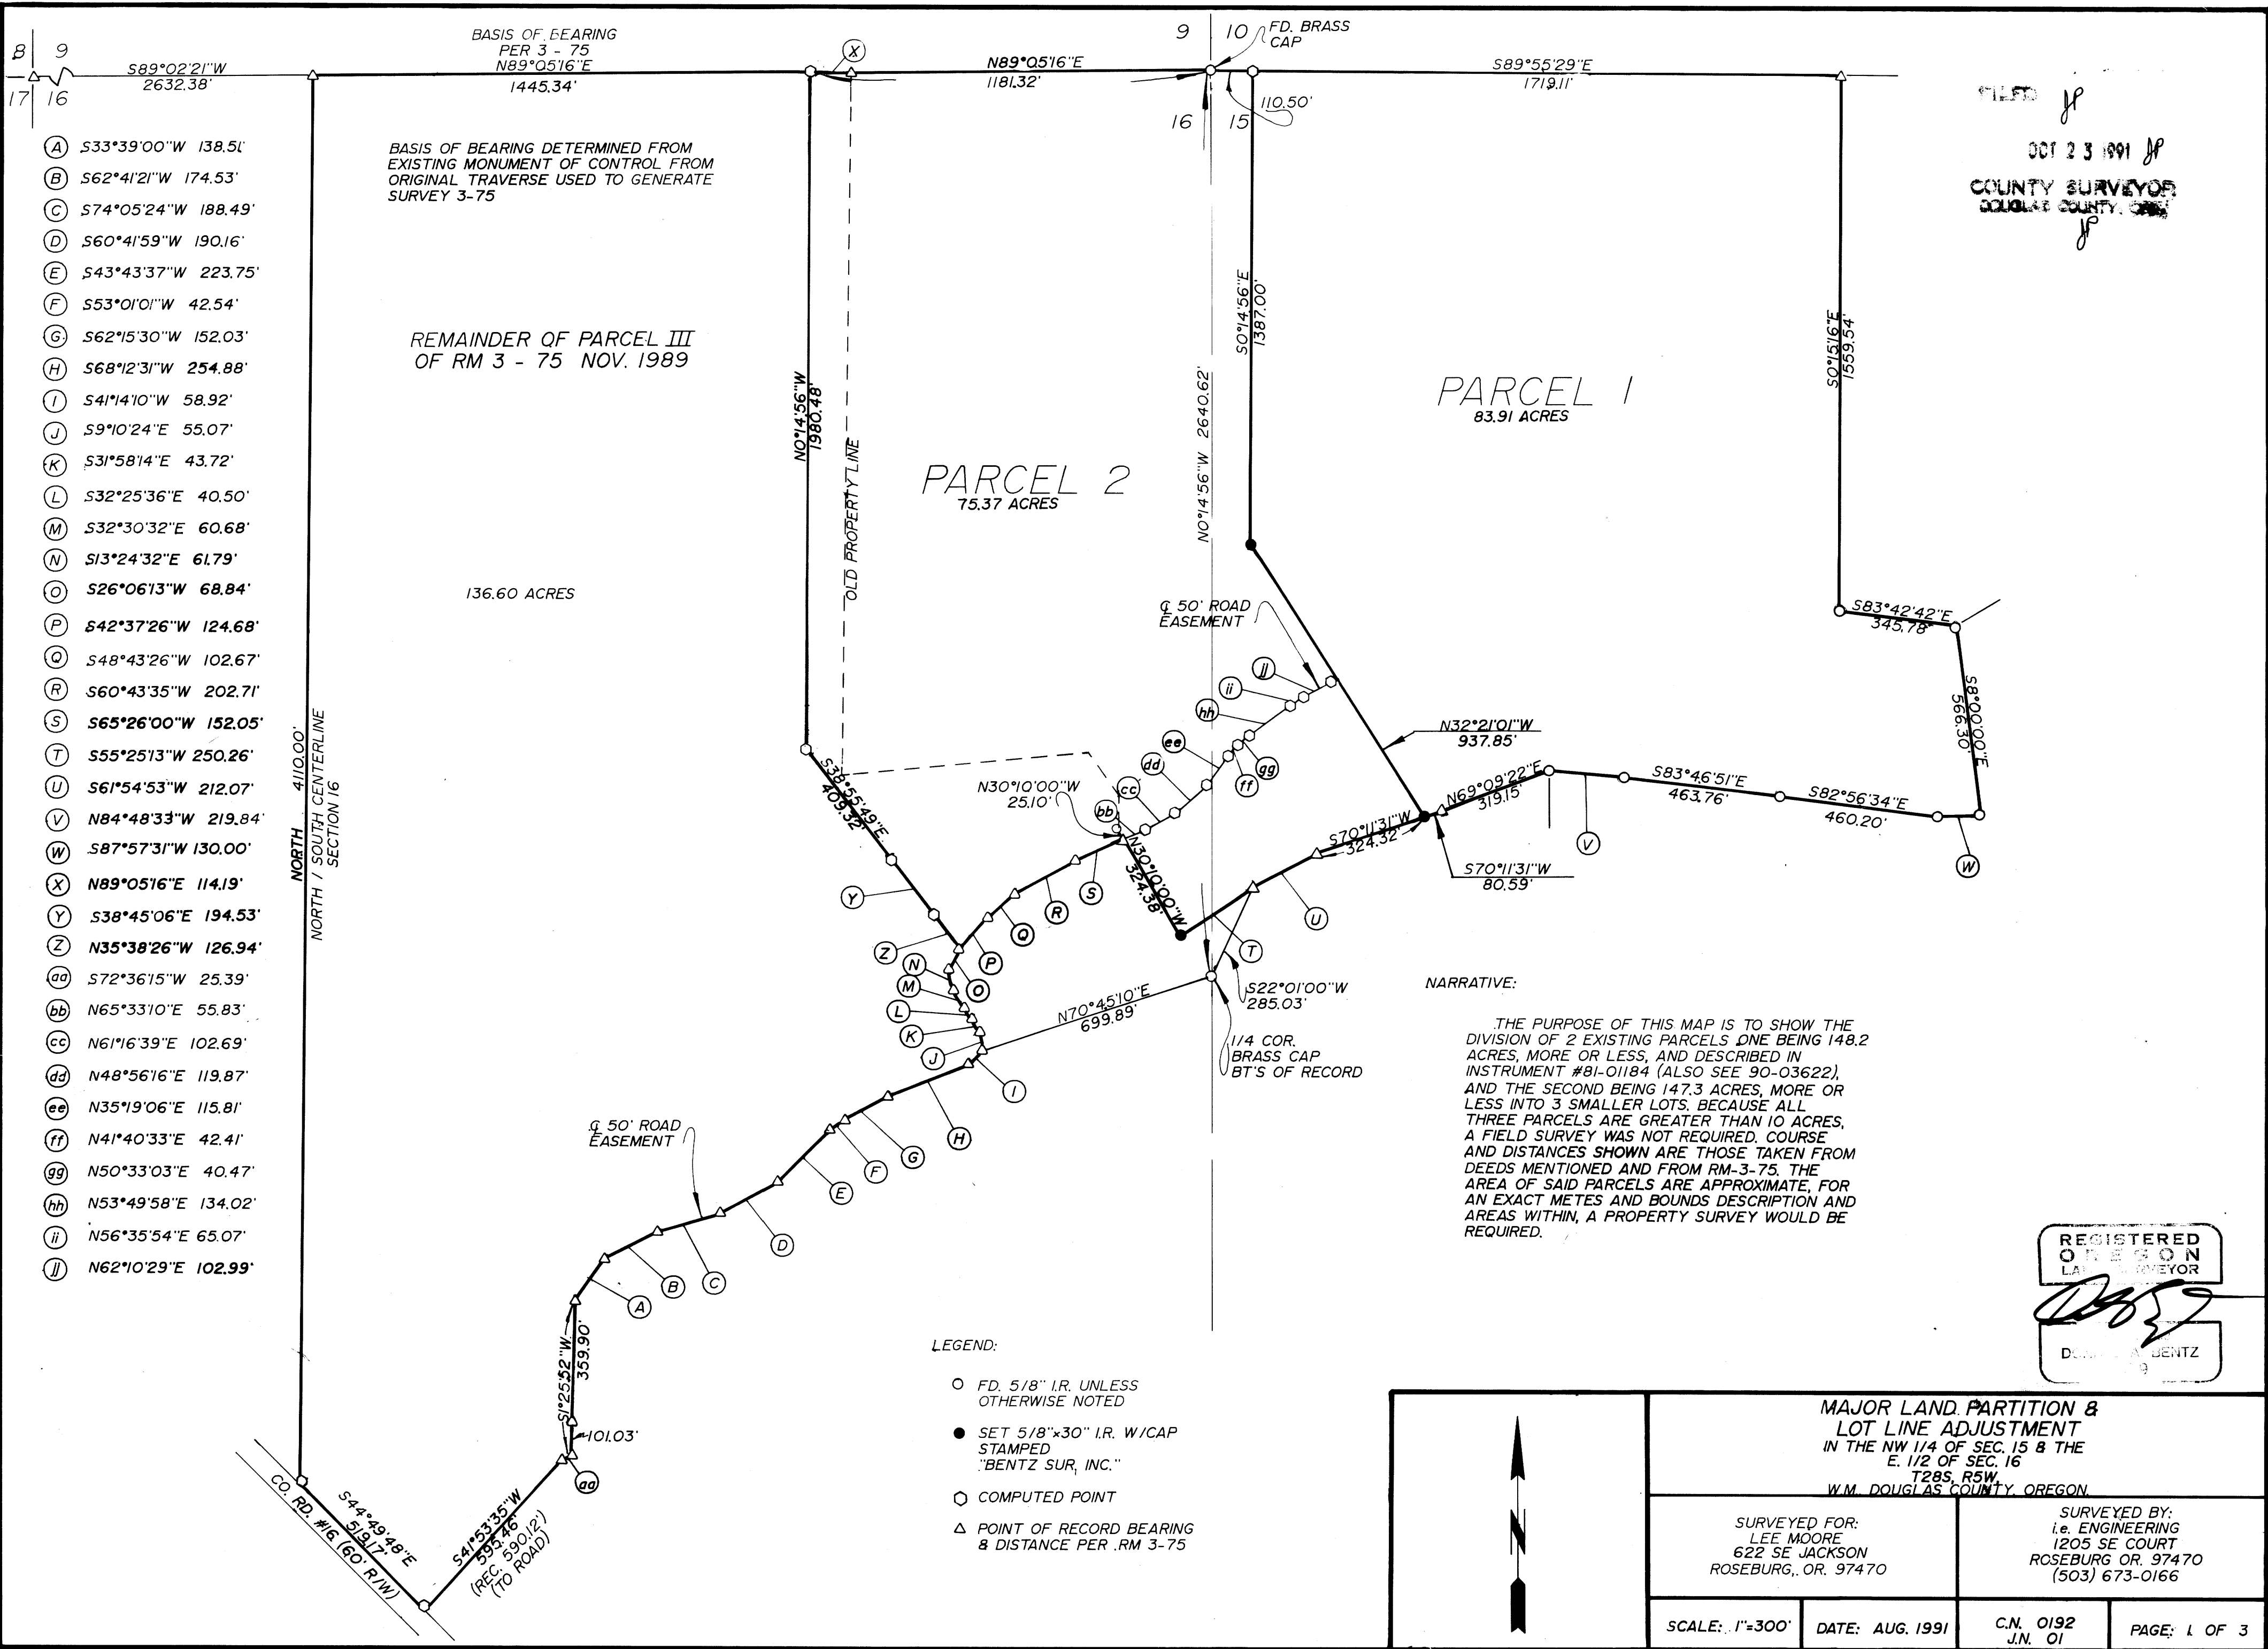 8
9
17
16
S89°02'21"W
2632.38'
BASIS OF BEARING
PER 3 - 75
N89°05'16"E
1445.34'
X
N89°05'16"E
1181.32'
9
10
FD. BRASS
CAP
16
15
110.50'
S89°55'29"E
1719.11'
FILED
OCT 23 1991
COUNTY SURVEYOR
DOUGLAS COUNTY,
A S33°39'00"W 138.51'
B S62°41'21"W 174.53'
C S74°05'24"W 188.49'
D S60°41'59"W 190.16'
E S43°43'37"W 223.75'
F S53°01'01"W 42.54'
G S62°15'30"W 152.03'
H S68°12'31"W 254.88'
I S41°14'10"W 58.92'
J S9°10'24"E 55.07'
K S31°58'14"E 43.72'
L S32°25'36"E 40.50'
M S32°30'32"E 60.68'
N S13°24'32"E 61.79'
O S26°06'13"W 68.84'
P S42°37'26"W 124.68'
Q S48°43'26"W 102.67'
R S60°43'35"W 202.71'
S S65°26'00"W 152.05'
T S55°25'13"W 250.26'
U S61°54'53"W 212.07'
V N84°48'33"W 219.84'
W S87°57'31"W 130.00'
X N89°05'16"E 114.19'
Y S38°45'06"E 194.53'
Z N35°38'26"W 126.94'
aa S72°36'15"W 25.39'
bb N65°33'10"E 55.83'
cc N61°16'39"E 102.69'
dd N48°56'16"E 119.87'
ee N35°19'06"E 115.81'
ff N41°40'33"E 42.41'
gg N50°33'03"E 40.47'
hh N53°49'58"E 134.02'
ii N56°35'54"E 65.07'
jj N62°10'29"E 102.99'
BASIS OF BEARING DETERMINED FROM
EXISTING MONUMENT OF CONTROL FROM
ORIGINAL TRAVERSE USED TO GENERATE
SURVEY 3-75
REMAINDER OF PARCEL III
OF RM 3 - 75 NOV. 1989
136.60 ACRES
NORTH 4110.00'
NORTH / SOUTH CENTERLINE
SECTION 16
N0°14'56"W
1980.48'
OLD PROPERTY LINE
PARCEL 2
75.37 ACRES
N0°14'56"W 2640.62'
S0°14'56"E
1387.00'
PARCEL 1
83.91 ACRES
S0°15'16"E
1559.54'
S83°42'42"E
345.78'
S8°00'00"E
566.30'
℄ 50' ROAD
EASEMENT
jj
ii
hh
ee
gg
ff
dd
cc
bb
N30°10'00"W
25.10'
N32°21'01"W
937.85'
N69°09'22"E
319.15'
S83°46'51"E
463.76'
S82°56'34"E
460.20'
V
W
S70°11'31"W
324.32'
S70°11'31"W
80.59'
S38°55'49"E
409.32'
N30°10'00"W
324.38'
Y
Z
S
R
Q
P
O
N
M
L
K
J
I
U
T
N70°45'10"E
699.89'
S22°01'00"W
285.03'
1/4 COR.
BRASS CAP
BT'S OF RECORD
H
G
F
E
D
C
B
A
℄ 50' ROAD
EASEMENT
S1°25'52"W
359.90'
101.03'
aa
CO. RD. #16 (60' R/W)
S44°49'48"E
519.17'
S41°53'35"W
595.46'
(REC. 590.12')
(TO ROAD)
NARRATIVE:
THE PURPOSE OF THIS MAP IS TO SHOW THE
DIVISION OF 2 EXISTING PARCELS ONE BEING 148.2
ACRES, MORE OR LESS, AND DESCRIBED IN
INSTRUMENT #81-01184 (ALSO SEE 90-03622),
AND THE SECOND BEING 147.3 ACRES, MORE OR
LESS INTO 3 SMALLER LOTS. BECAUSE ALL
THREE PARCELS ARE GREATER THAN 10 ACRES,
A FIELD SURVEY WAS NOT REQUIRED. COURSE
AND DISTANCES SHOWN ARE THOSE TAKEN FROM
DEEDS MENTIONED AND FROM RM-3-75. THE
AREA OF SAID PARCELS ARE APPROXIMATE, FOR
AN EXACT METES AND BOUNDS DESCRIPTION AND
AREAS WITHIN, A PROPERTY SURVEY WOULD BE
REQUIRED.
LEGEND:
FD. 5/8" I.R. UNLESS
OTHERWISE NOTED
SET 5/8"x30" I.R. W/CAP
STAMPED
"BENTZ SUR, INC."
COMPUTED POINT
POINT OF RECORD BEARING
& DISTANCE PER RM 3-75
REGISTERED
OREGON
LAND SURVEYOR
BENTZ
N
MAJOR LAND PARTITION &
LOT LINE ADJUSTMENT
IN THE NW 1/4 OF SEC. 15 & THE
E. 1/2 OF SEC. 16
T28S, R5W,
W.M. DOUGLAS COUNTY, OREGON.
SURVEYED FOR:
LEE MOORE
622 SE JACKSON
ROSEBURG, OR. 97470
SURVEYED BY:
i.e. ENGINEERING
1205 SE COURT
ROSEBURG OR. 97470
(503) 673-0166
SCALE: 1"=300'
DATE: AUG. 1991
C.N. 0192
J.N. 01
PAGE: 1 OF 3